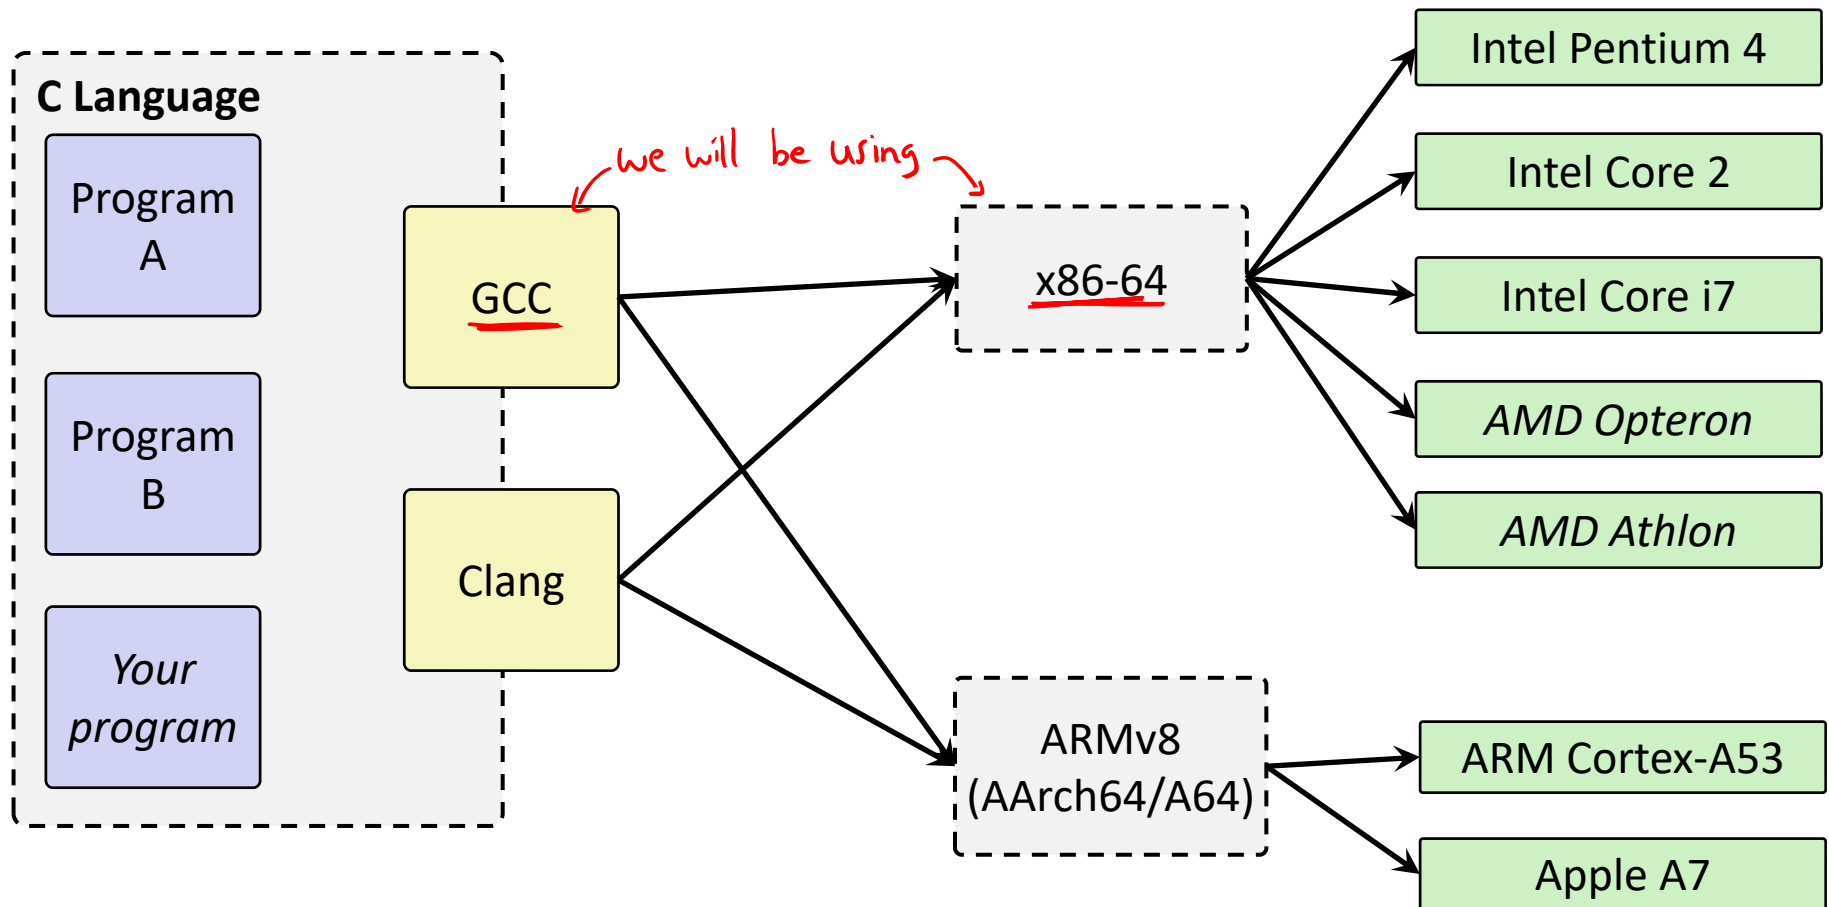 C Language
Program
A
Program
B
Your
program
we will be using
GCC
Clang
x86-64
ARMv8
(AArch64/A64)
Intel Pentium 4
Intel Core 2
Intel Core i7
AMD Opteron
AMD Athlon
ARM Cortex-A53
Apple A7